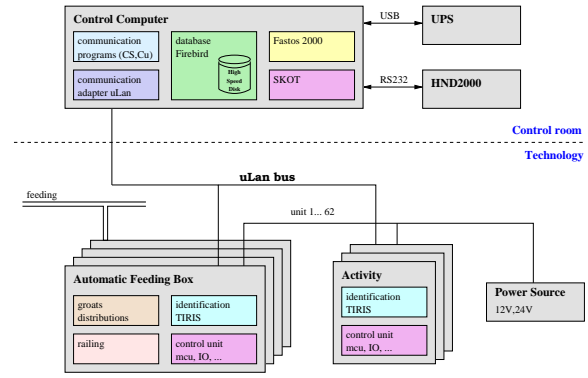 Control Computer
USB
UPS
communication
programs (CS,Cu)
database
Firebird
Fastos 2000
High
Speed
Disk
communication
adapter uLan
SKOT
RS232
HND2000
Control room
Technology
uLan bus
feeding
unit 1... 62
Automatic Feeding Box
groats
distributions
identification
TIRIS
railing
control unit
mcu, IO, ...
Activity
identification
TIRIS
control unit
mcu, IO, ...
Power Source
12V,24V